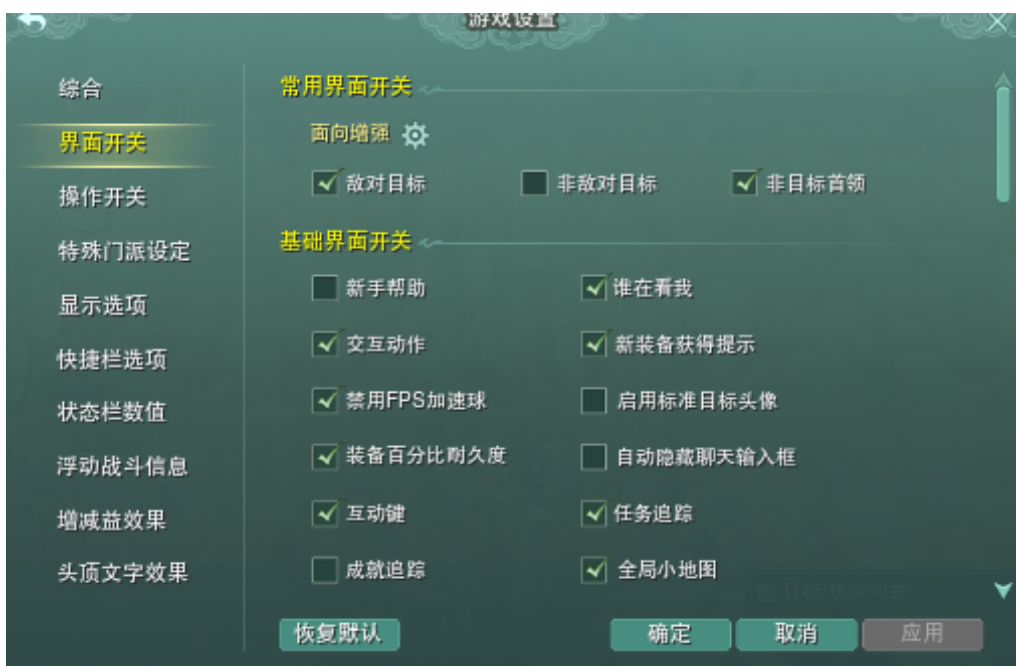 游戏设置
综合
界面开关
操作开关
特殊门派设定
显示选项
快捷栏选项
状态栏数值
浮动战斗信息
增减益效果
头顶文字效果
常用界面开关
面向增强
敌对目标 非敌对目标 非目标首领
基础界面开关
新手帮助 谁在看我
交互动作 新装备获得提示
禁用FPS加速球 启用标准目标头像
装备百分比耐久度 自动隐藏聊天输入框
互动键 任务追踪
成就追踪 全局小地图
恢复默认 确定 取消 应用